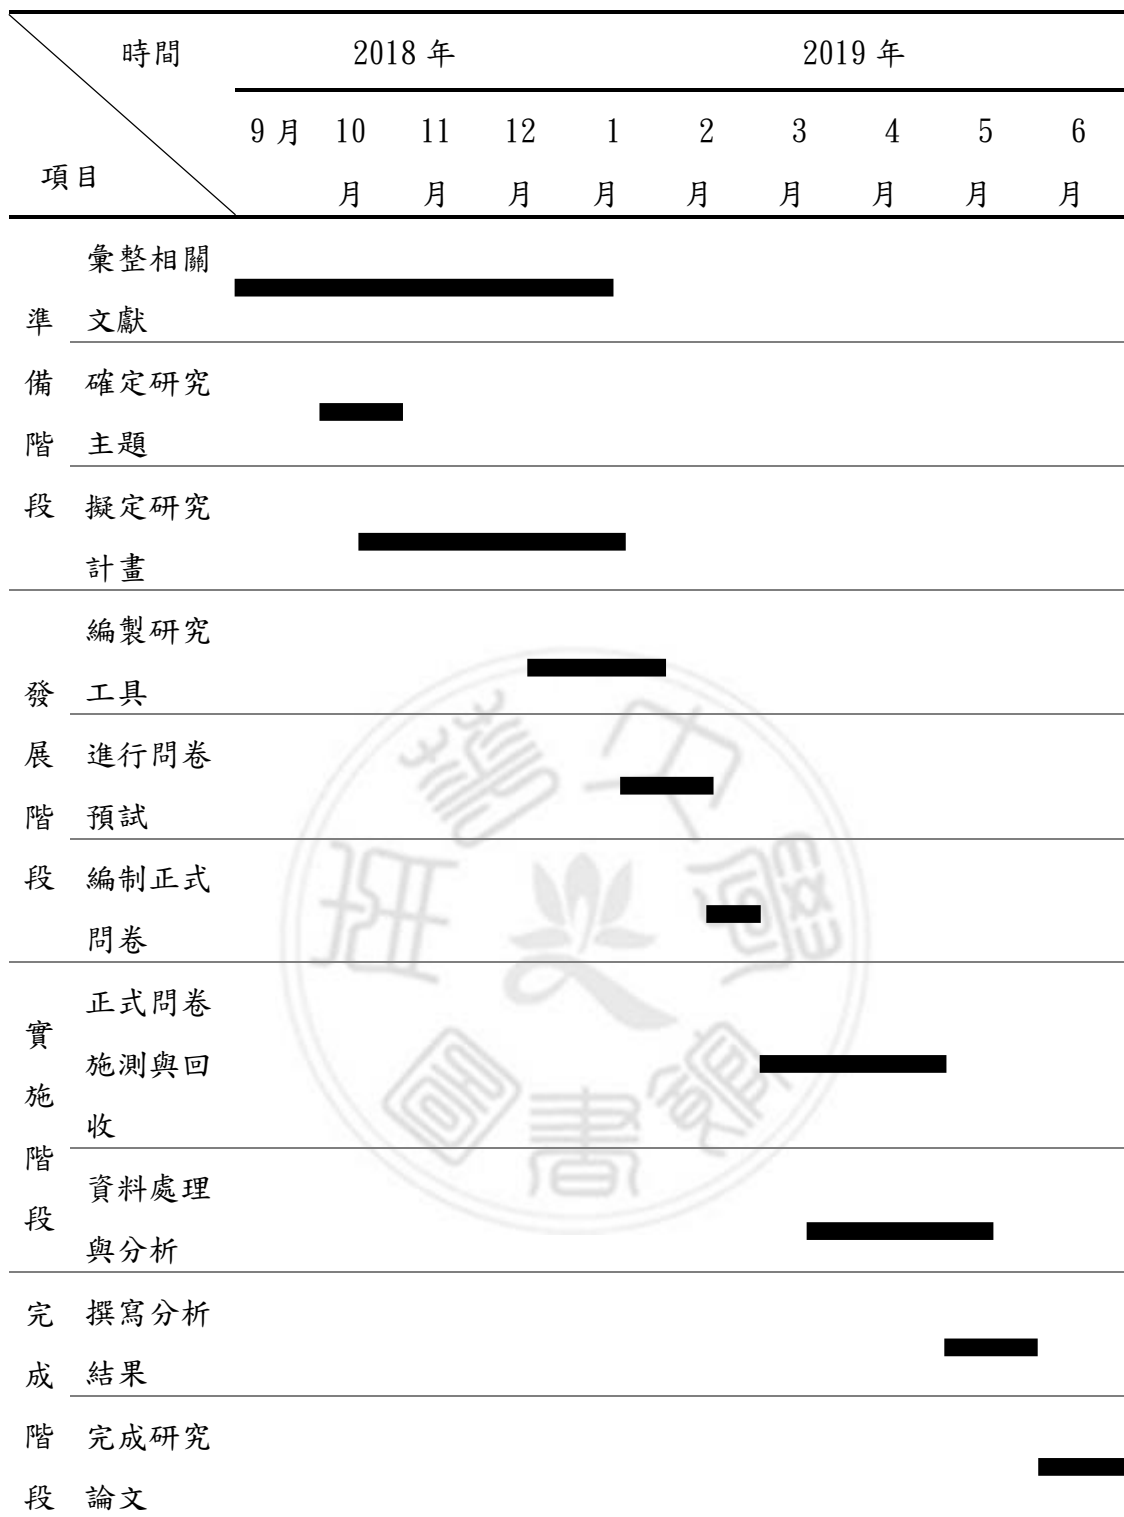 時間
2018 年 2019 年
項目
9 月 10 11 12 1 2 3 4 5 6
月 月 月 月 月 月 月 月 月
準備階段
彙整相關
文獻
確定研究
主題
擬定研究
計畫
發展階段
編製研究
工具
進行問卷
預試
編制正式
問卷
實施階段
正式問卷
施測與回
收
資料處理
與分析
完成階段
撰寫分析
結果
完成研究
論文